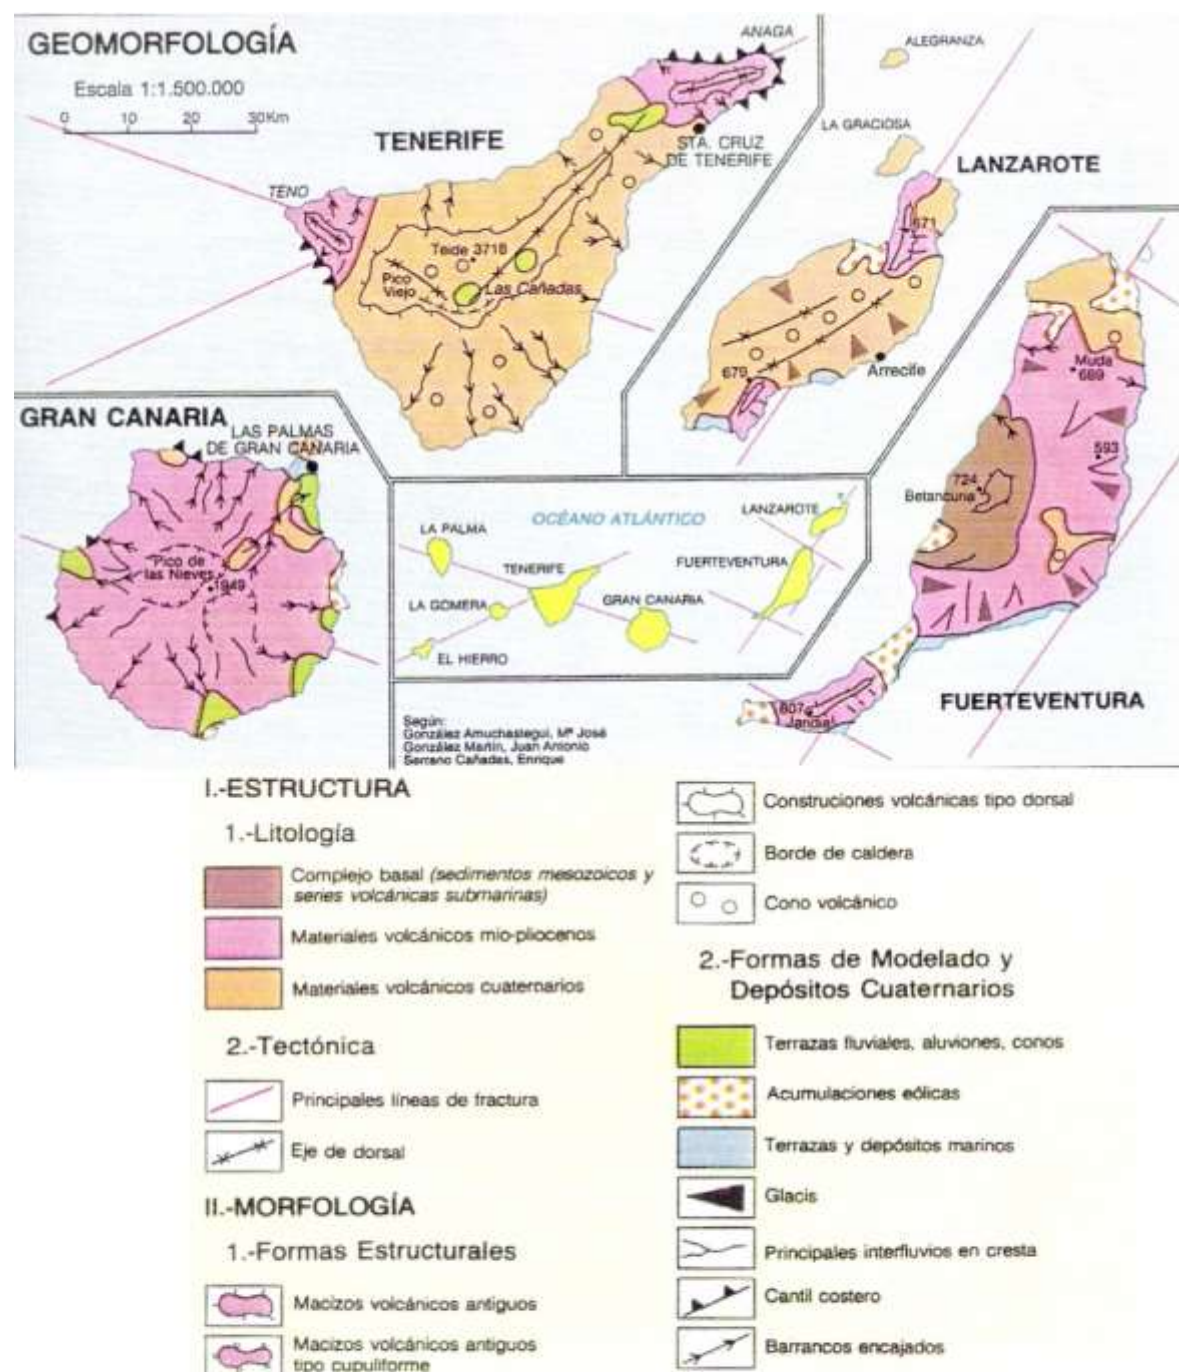 GEOMORFOLOGÍA
Escala 1:1.500.000
0 10 20 30Km
TENERIFE
ANAGA
STA. CRUZ
DE TENERIFE
TENO
Teide 3718
Pico
Viejo
Las Cañadas
ALEGRANZA
LA GRACIOSA
LANZAROTE
671
679
Arrecife
GRAN CANARIA
LAS PALMAS
DE GRAN CANARIA
Pico de
las Nieves
1949
OCÉANO ATLÁNTICO
LA PALMA
TENERIFE
LA GOMERA
EL HIERRO
GRAN CANARIA
FUERTEVENTURA
LANZAROTE
Muda
689
593
724
Betancuria
807
Jandia
FUERTEVENTURA
Según:
González Amuchastegui, Mª José
González Martín, Juan Antonio
Serrano Cañadas, Enrique
I.-ESTRUCTURA
1.-Litología
Complejo basal (sedimentos mesozoicos y
series volcánicas submarinas)
Materiales volcánicos mio-pliocenos
Materiales volcánicos cuaternarios
2.-Tectónica
Principales líneas de fractura
Eje de dorsal
II.-MORFOLOGÍA
1.-Formas Estructurales
Macizos volcánicos antiguos
Macizos volcánicos antiguos
tipo cupuliforme
Construciones volcánicas tipo dorsal
Borde de caldera
Cono volcánico
2.-Formas de Modelado y
Depósitos Cuaternarios
Terrazas fluviales, aluviones, conos
Acumulaciones eólicas
Terrazas y depósitos marinos
Glacis
Principales interfluvios en cresta
Cantil costero
Barrancos encajados